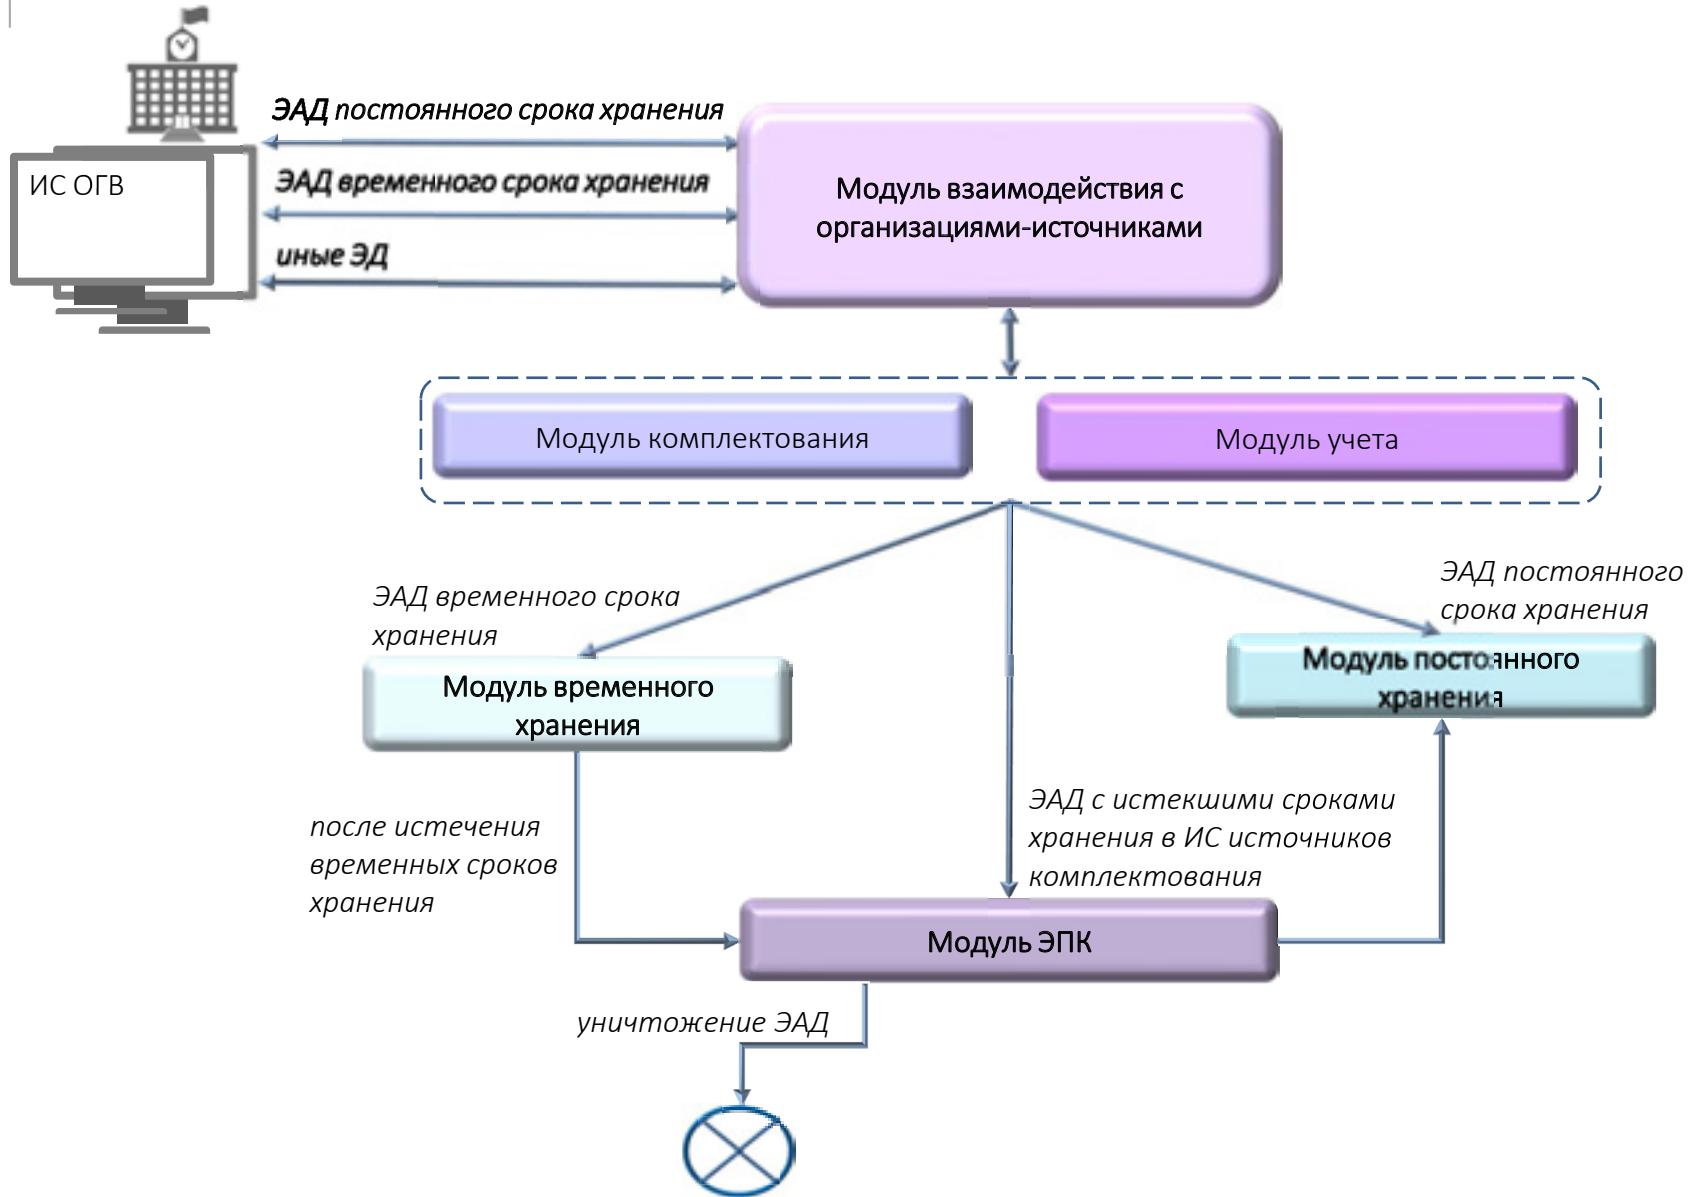 ЭАД постоянного срока хранения
ИС ОГВ
ЭАД временного срока хранения
иные ЭД
Модуль взаимодействия с
организациями-источниками
Модуль комплектования
Модуль учета
ЭАД временного срока
хранения
ЭАД постоянного
срока хранения
Модуль временного
хранения
Модуль постоянного
хранения
после истечения
временных сроков
хранения
ЭАД с истекшими сроками
хранения в ИС источников
комплектования
Модуль ЭПК
уничтожение ЭАД